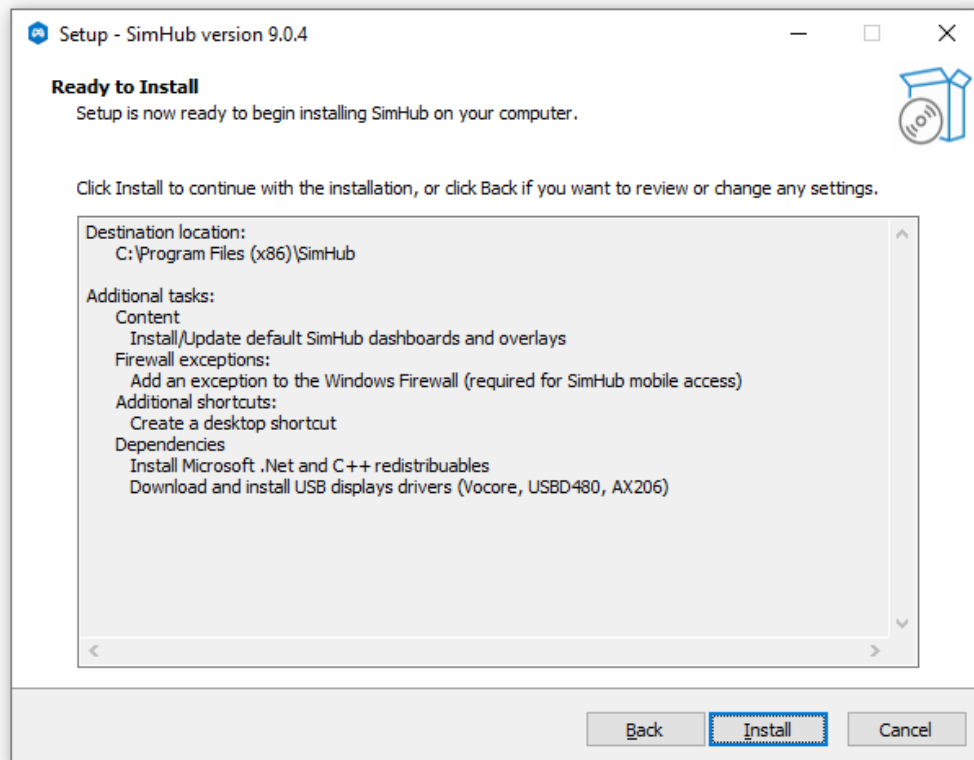 Setup - SimHub version 9.0.4
Ready to Install
Setup is now ready to begin installing SimHub on your computer.
Click Install to continue with the installation, or click Back if you want to review or change any settings.
Destination location:
C:\Program Files (x86)\SimHub
Additional tasks:
Content
Install/Update default SimHub dashboards and overlays
Firewall exceptions:
Add an exception to the Windows Firewall (required for SimHub mobile access)
Additional shortcuts:
Create a desktop shortcut
Dependencies
Install Microsoft .Net and C++ redistribuables
Download and install USB displays drivers (Vocore, USBD480, AX206)
Back Install Cancel